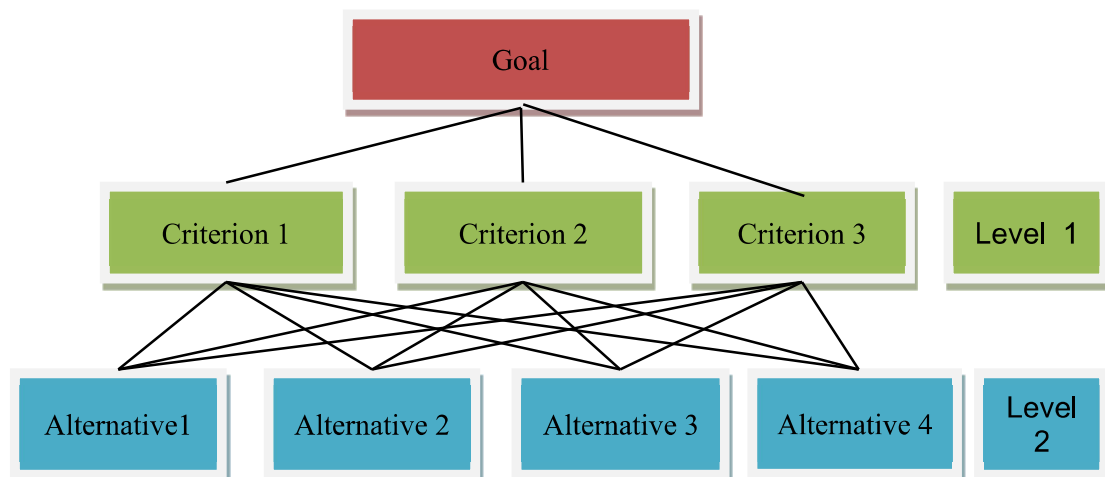 Goal
Criterion 1
Criterion 2
Criterion 3
Level 1
Alternative1
Alternative 2
Alternative 3
Alternative 4
Level
2